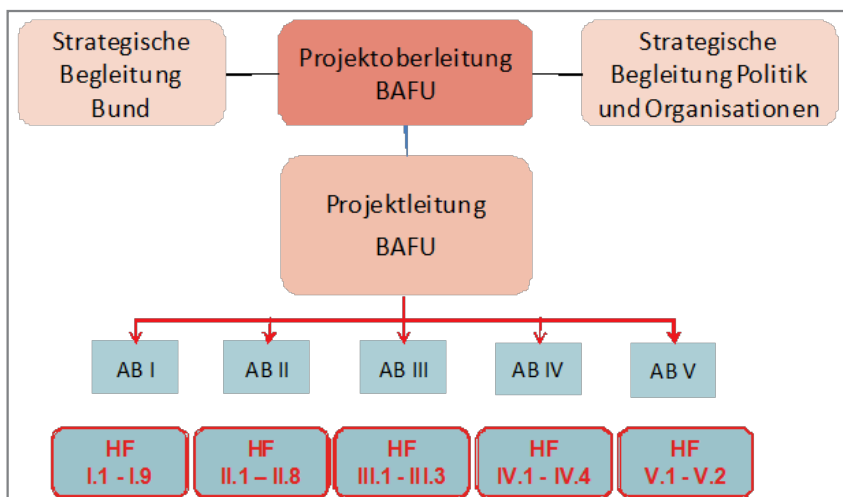 Strategische
Begleitung
Bund
Projektoberleitung
BAFU
Strategische
Begleitung Politik
und Organisationen
Projektleitung
BAFU
AB I
AB II
AB III
AB IV
AB V
HF
I.1 - I.9
HF
II.1 – II.8
HF
III.1 - III.3
HF
IV.1 - IV.4
HF
V.1 - V.2